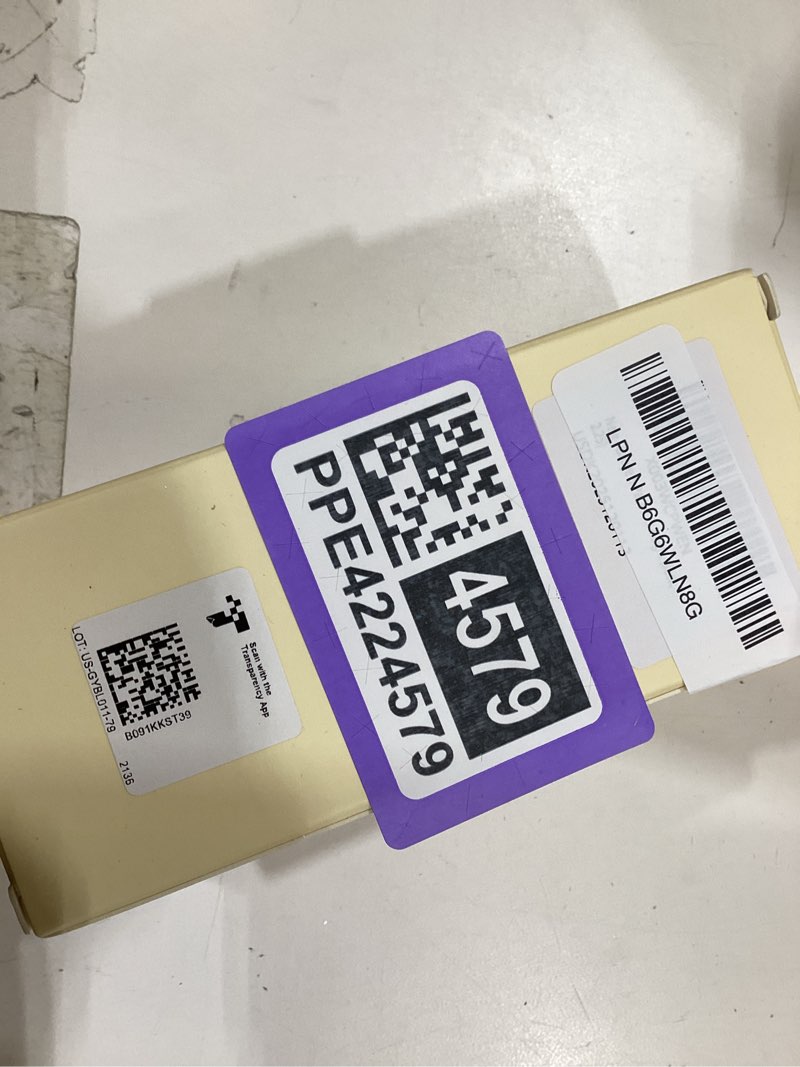 LPN N B6G6WLN8G
PPE4224579
4579
Scan with the
Transparency App
B091KKST39
LOT: US-GYBL011-79
2136